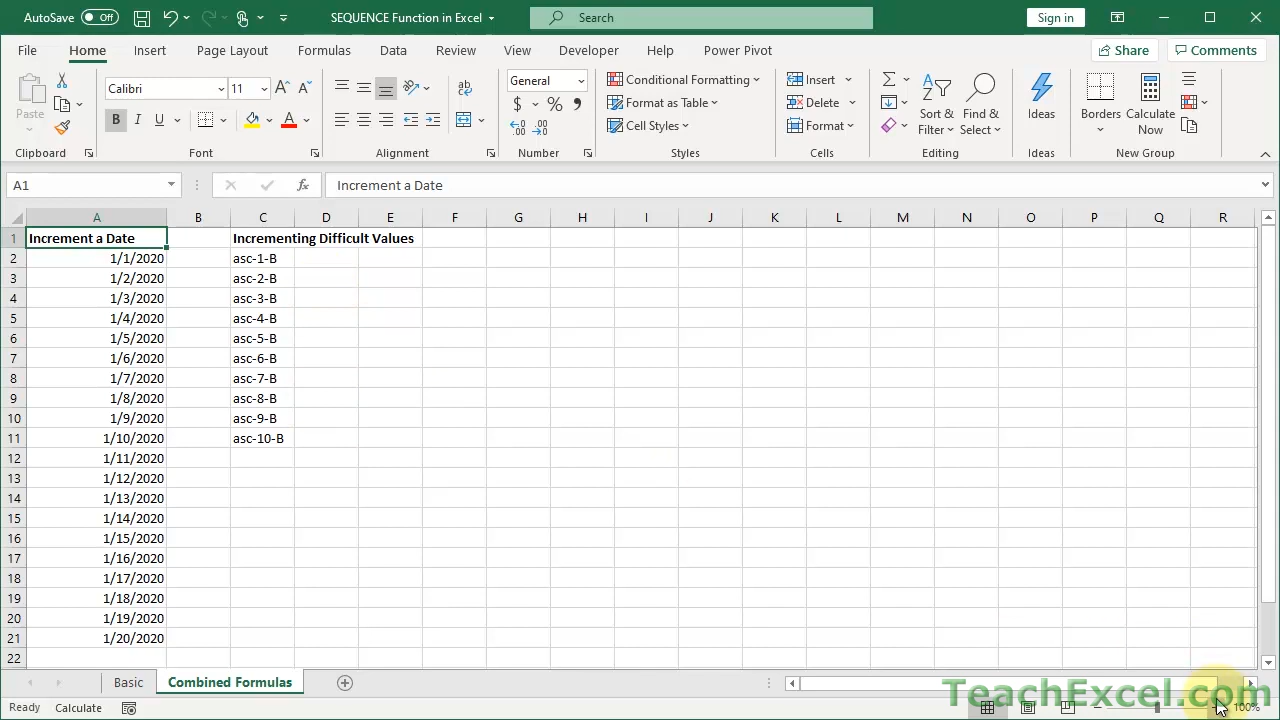 AutoSave Off SEQUENCE Function in Excel Search Sign in
File Home Insert Page Layout Formulas Data Review View Developer Help Power Pivot Share Comments
Paste Calibri 11 General Conditional Formatting Insert Sort & Find & Ideas Borders Calculate
B I U A $ % , Format as Table Delete Filter Select Now
Cell Styles Format
Clipboard Font Alignment Number Styles Cells Editing Ideas New Group
A1 fx Increment a Date
A B C D E F G H I J K L M N O P Q R
1 Increment a Date Incrementing Difficult Values
2 1/1/2020 asc-1-B
3 1/2/2020 asc-2-B
4 1/3/2020 asc-3-B
5 1/4/2020 asc-4-B
6 1/5/2020 asc-5-B
7 1/6/2020 asc-6-B
8 1/7/2020 asc-7-B
9 1/8/2020 asc-8-B
10 1/9/2020 asc-9-B
11 1/10/2020 asc-10-B
12 1/11/2020
13 1/12/2020
14 1/13/2020
15 1/14/2020
16 1/15/2020
17 1/16/2020
18 1/17/2020
19 1/18/2020
20 1/19/2020
21 1/20/2020
22
Basic Combined Formulas
TeachExcel.com
Ready Calculate 100%